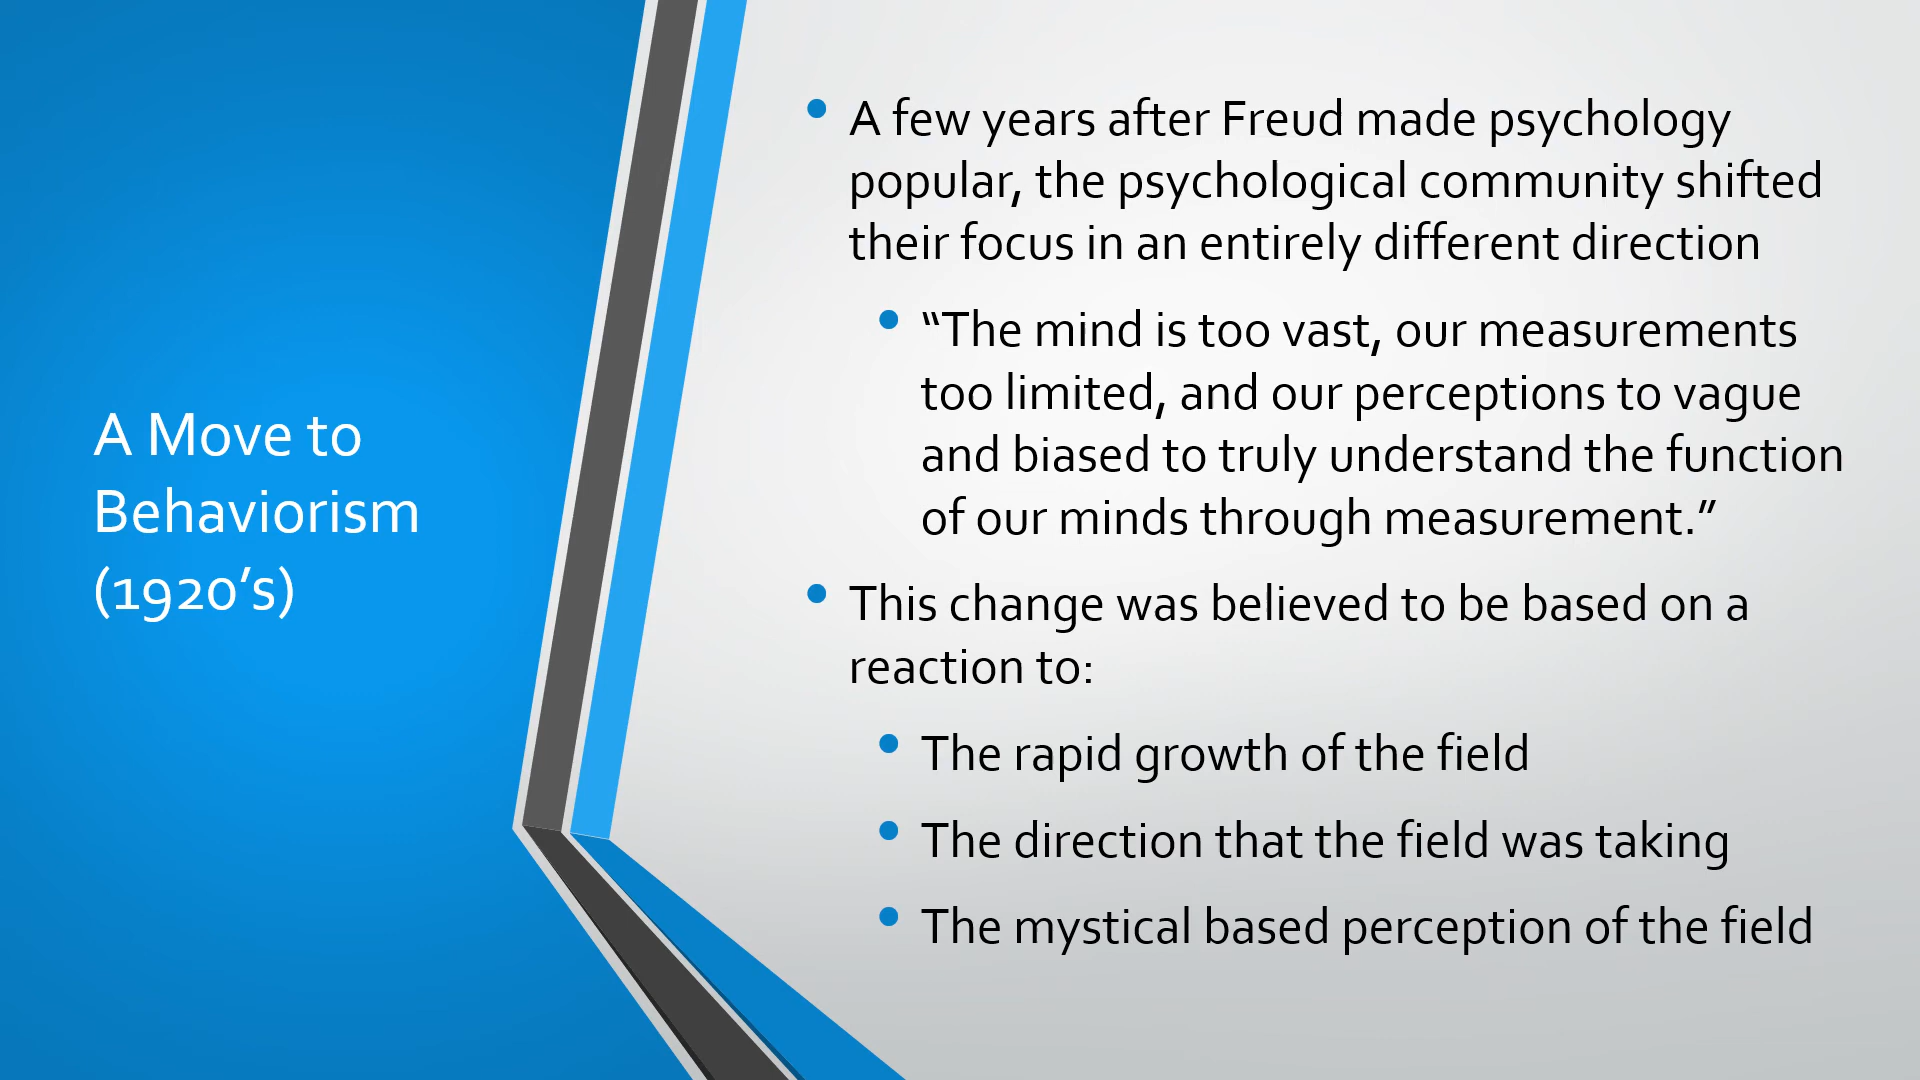 A Move to
Behaviorism
(1920’s)
• A few years after Freud made psychology
popular, the psychological community shifted
their focus in an entirely different direction
• “The mind is too vast, our measurements
too limited, and our perceptions to vague
and biased to truly understand the function
of our minds through measurement.”
• This change was believed to be based on a
reaction to:
• The rapid growth of the field
• The direction that the field was taking
• The mystical based perception of the field